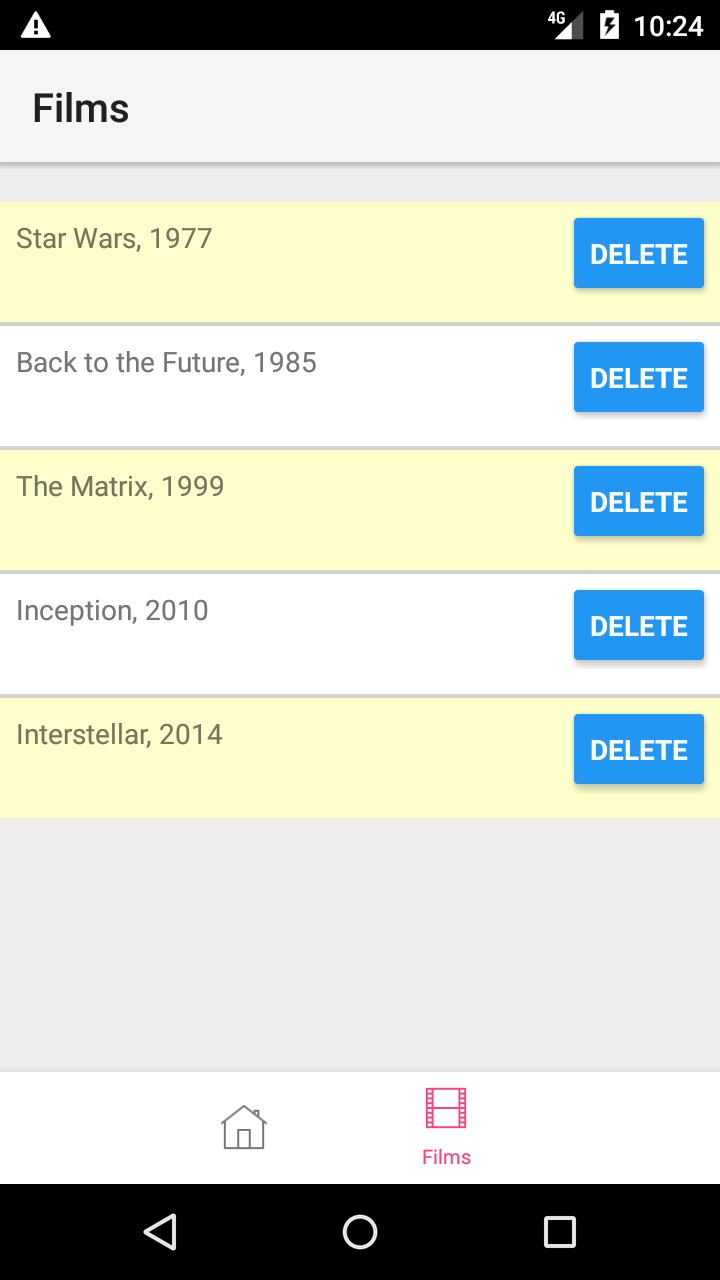 4G 10:24
Films
Star Wars, 1977 DELETE
Back to the Future, 1985 DELETE
The Matrix, 1999 DELETE
Inception, 2010 DELETE
Interstellar, 2014 DELETE
Films